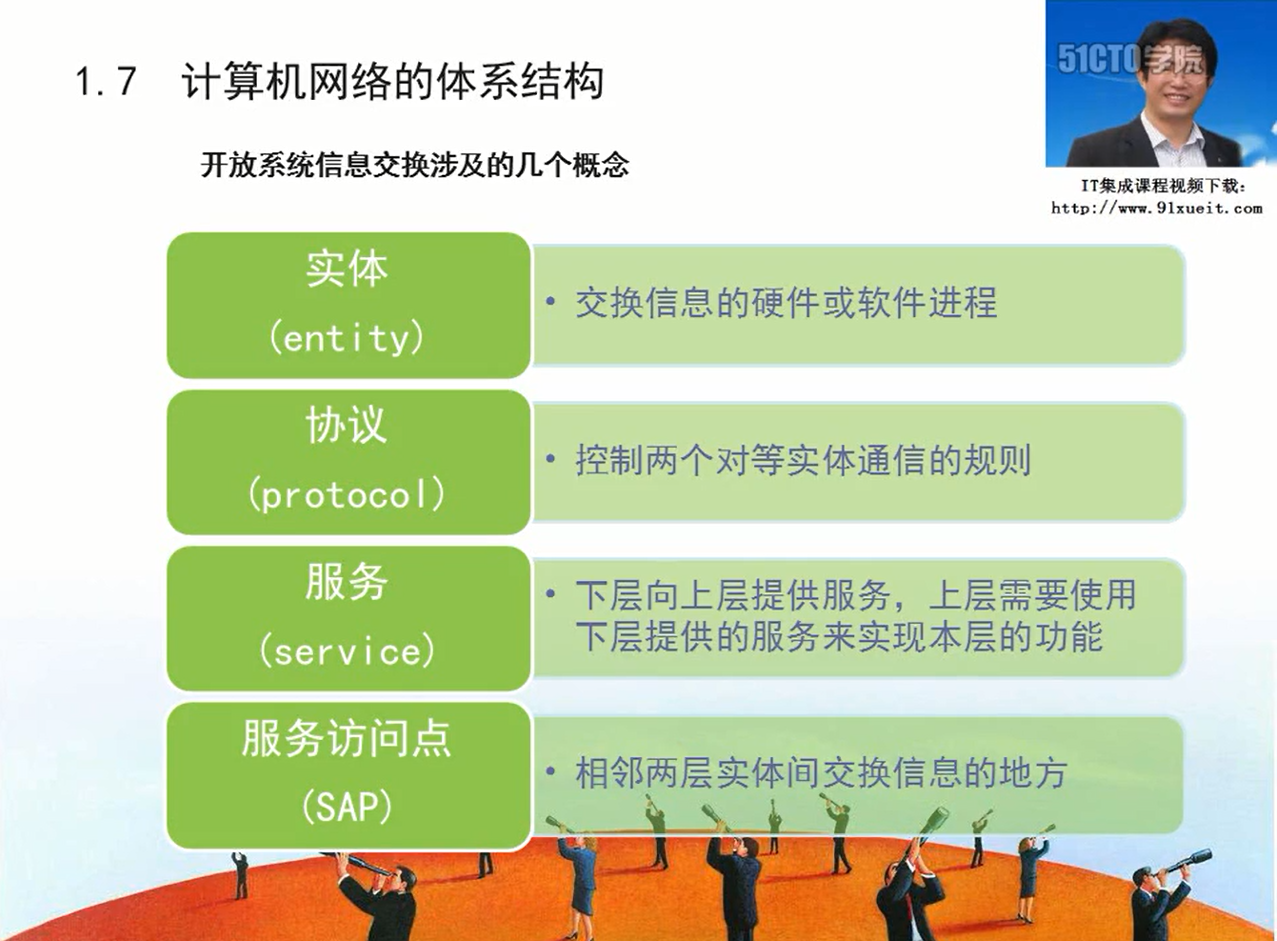 51CTO学院
1.7 计算机网络的体系结构
开放系统信息交换涉及的几个概念
IT集成课程视频下载:
http://www.91xueit.com
实体
(entity)
• 交换信息的硬件或软件进程
协议
(protocol)
• 控制两个对等实体通信的规则
服务
(service)
• 下层向上层提供服务，上层需要使用
下层提供的服务来实现本层的功能
服务访问点
(SAP)
• 相邻两层实体间交换信息的地方